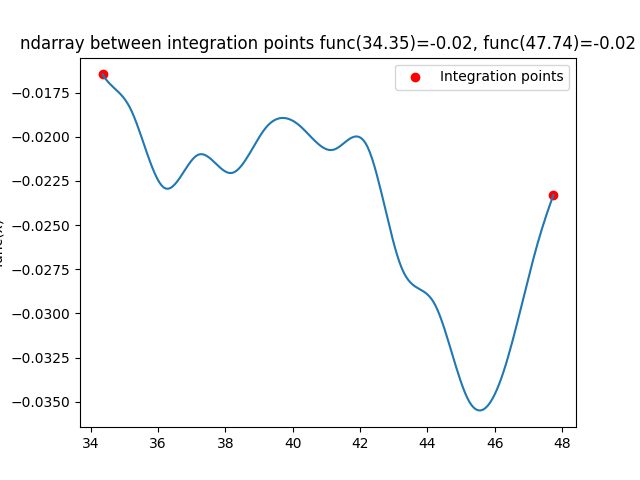 ndarray between integration points func(34.35)=-0.02, func(47.74)=-0.02
Integration points
−0.0175
−0.0200
−0.0225
−0.0250
−0.0275
−0.0300
−0.0325
−0.0350
34 36 38 40 42 44 46 48